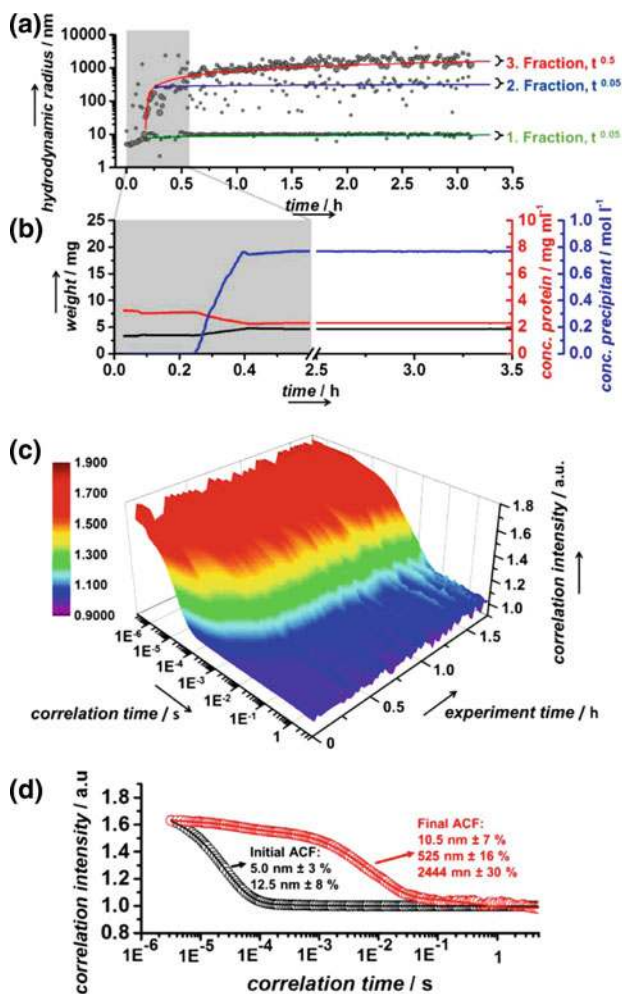 (a)
hydrodynamic radius / nm
10000
1000
100
10
1
3. Fraction, t^0.5
2. Fraction, t^0.05
1. Fraction, t^0.05
0.0 0.5 1.0 1.5 2.0 2.5 3.0 3.5
time / h
(b)
weight / mg
25
20
15
10
5
0
10
8
6
4
2
0
conc. protein / mg ml^-1
1.0
0.8
0.6
0.4
0.2
0.0
conc. precipitant / mol l^-1
0.0 0.2 0.4 2.5 3.0 3.5
time / h
(c)
1.900
1.700
1.500
1.300
1.100
0.9000
1.8
1.6
1.4
1.2
1.0
correlation intensity / a.u.
1E-6
1E-5
1E-4
1E-3
1E-2
1E-1
1
correlation time / s
0
0.5
1.0
1.5
experiment time / h
(d)
correlation intensity / a.u
1.8
1.6
1.4
1.2
1.0
0.8
Initial ACF:
5.0 nm ± 3 %
12.5 nm ± 8 %
Final ACF:
10.5 nm ± 7 %
525 nm ± 16 %
2444 mn ± 30 %
1E-6 1E-5 1E-4 1E-3 1E-2 1E-1 1
correlation time / s